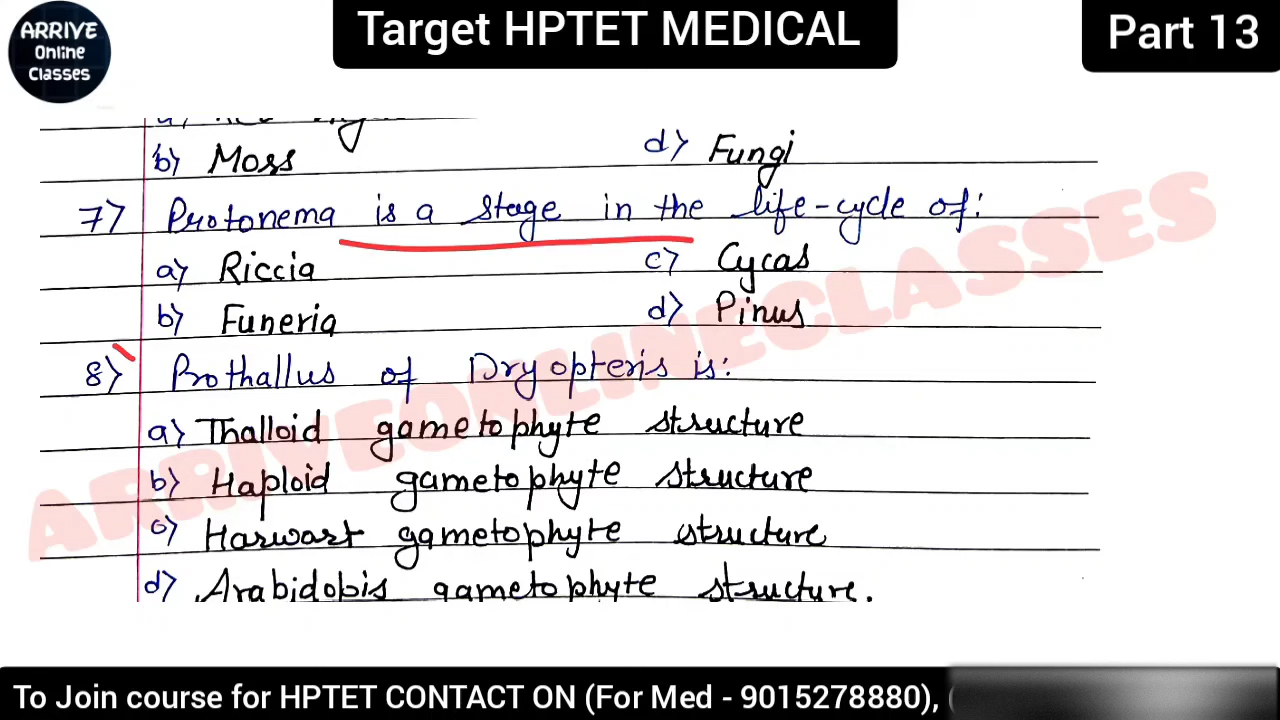 ARRIVE
Online
Classes
Target HPTET MEDICAL
Part 13
b) Moss
d) Fungi
7) Protonema is a stage in the life-cycle of:
a) Riccia
c) Cycas
b) Funeria
d) Pinus
8) Prothallus of Dryopteris is:
a) Thalloid gametophyte structure
b) Haploid gametophyte structure
c) Harwart gametophyte structure
d) Arabidobis gametophyte structure.
ARRIVEONLINECLASSES
To Join course for HPTET CONTACT ON (For Med - 9015278880), (